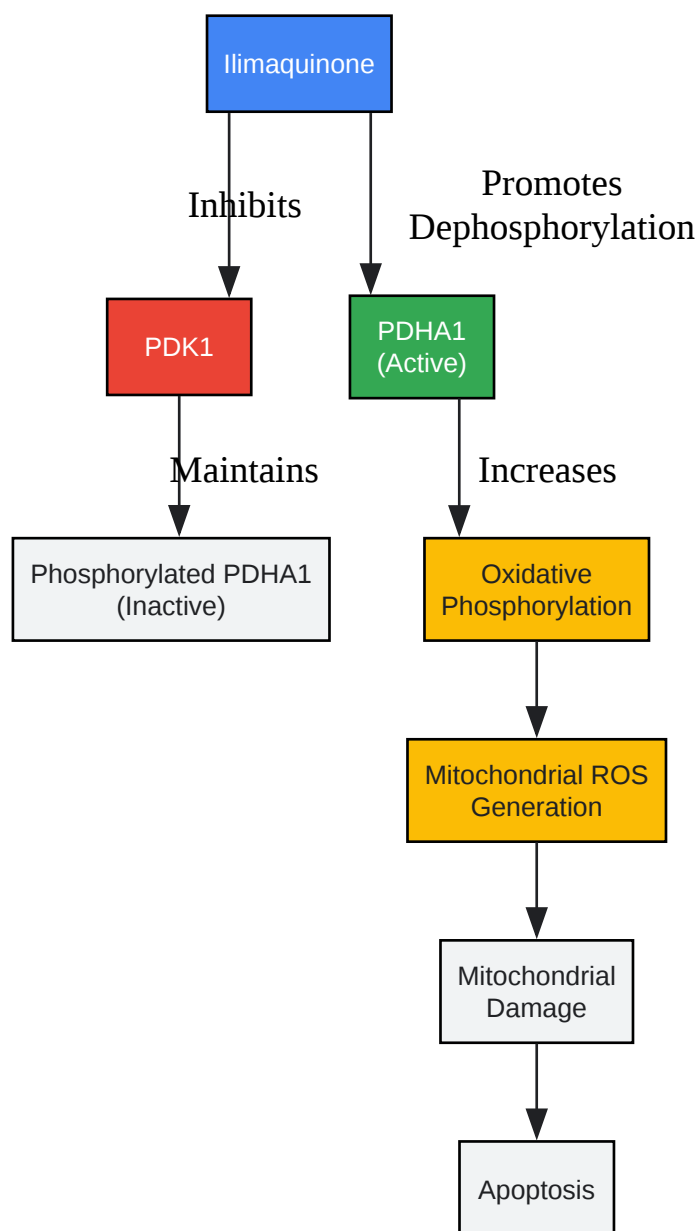 Ilimaquinone
Inhibits
Promotes
Dephosphorylation
PDK1
PDHA1
(Active)
Maintains
Increases
Phosphorylated PDHA1
(Inactive)
Oxidative
Phosphorylation
Mitochondrial ROS
Generation
Mitochondrial
Damage
Apoptosis